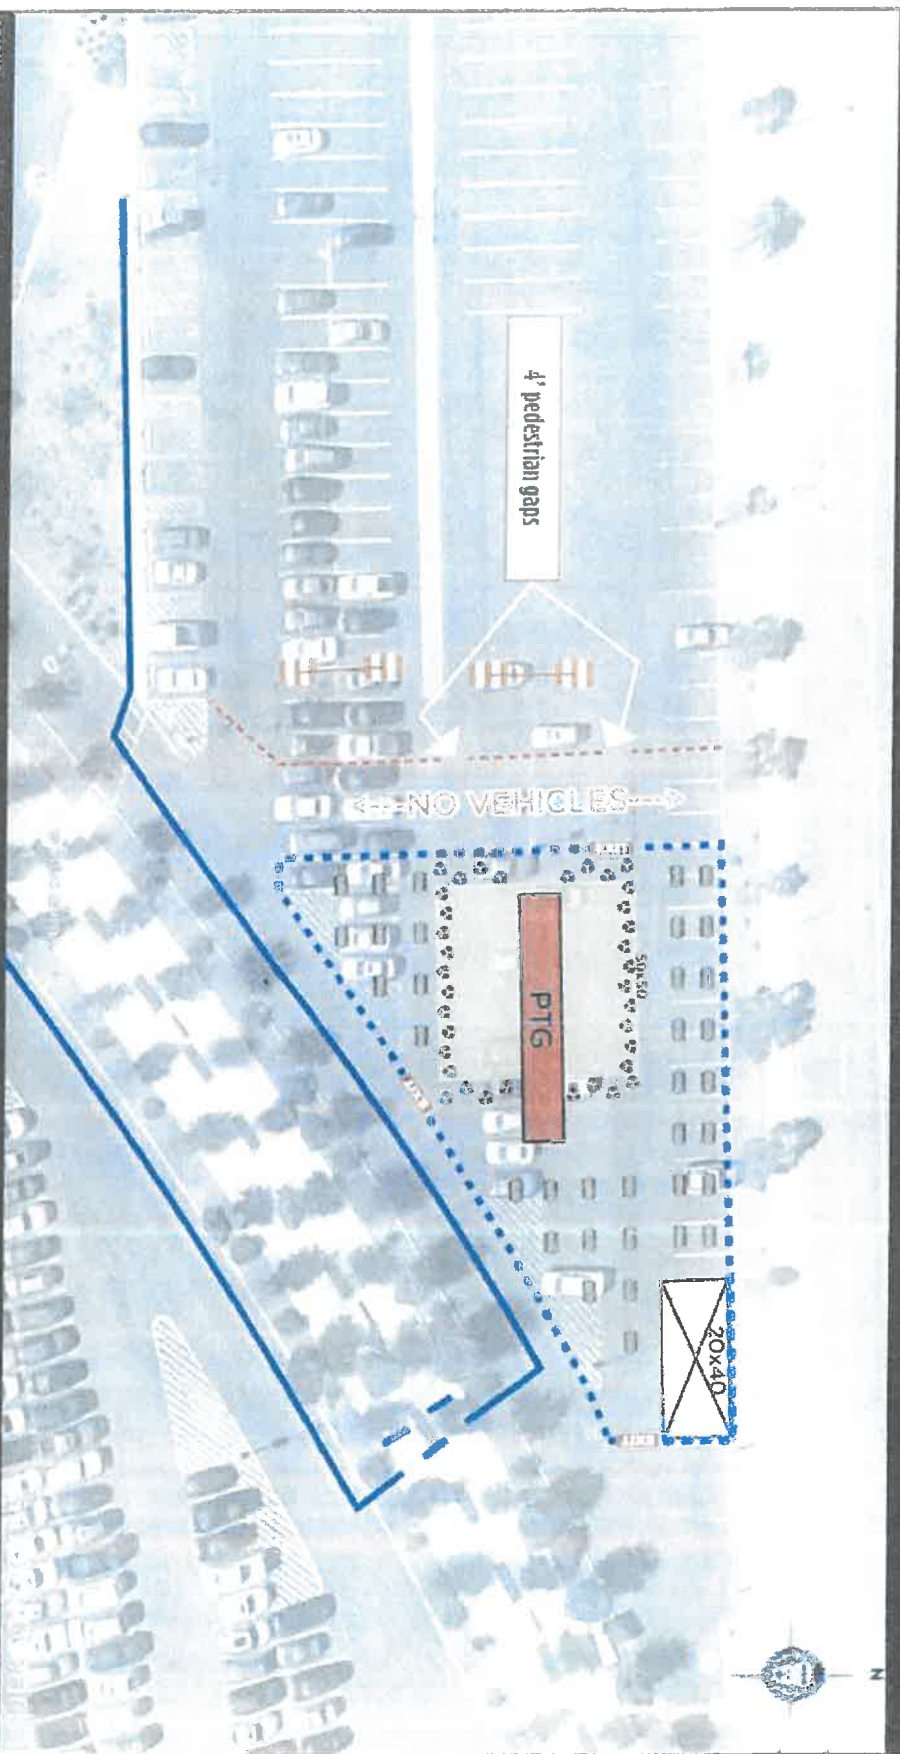 4' pedestrian gaps
<---NO VEHICLES--->
50x50
PTG
20x40
N